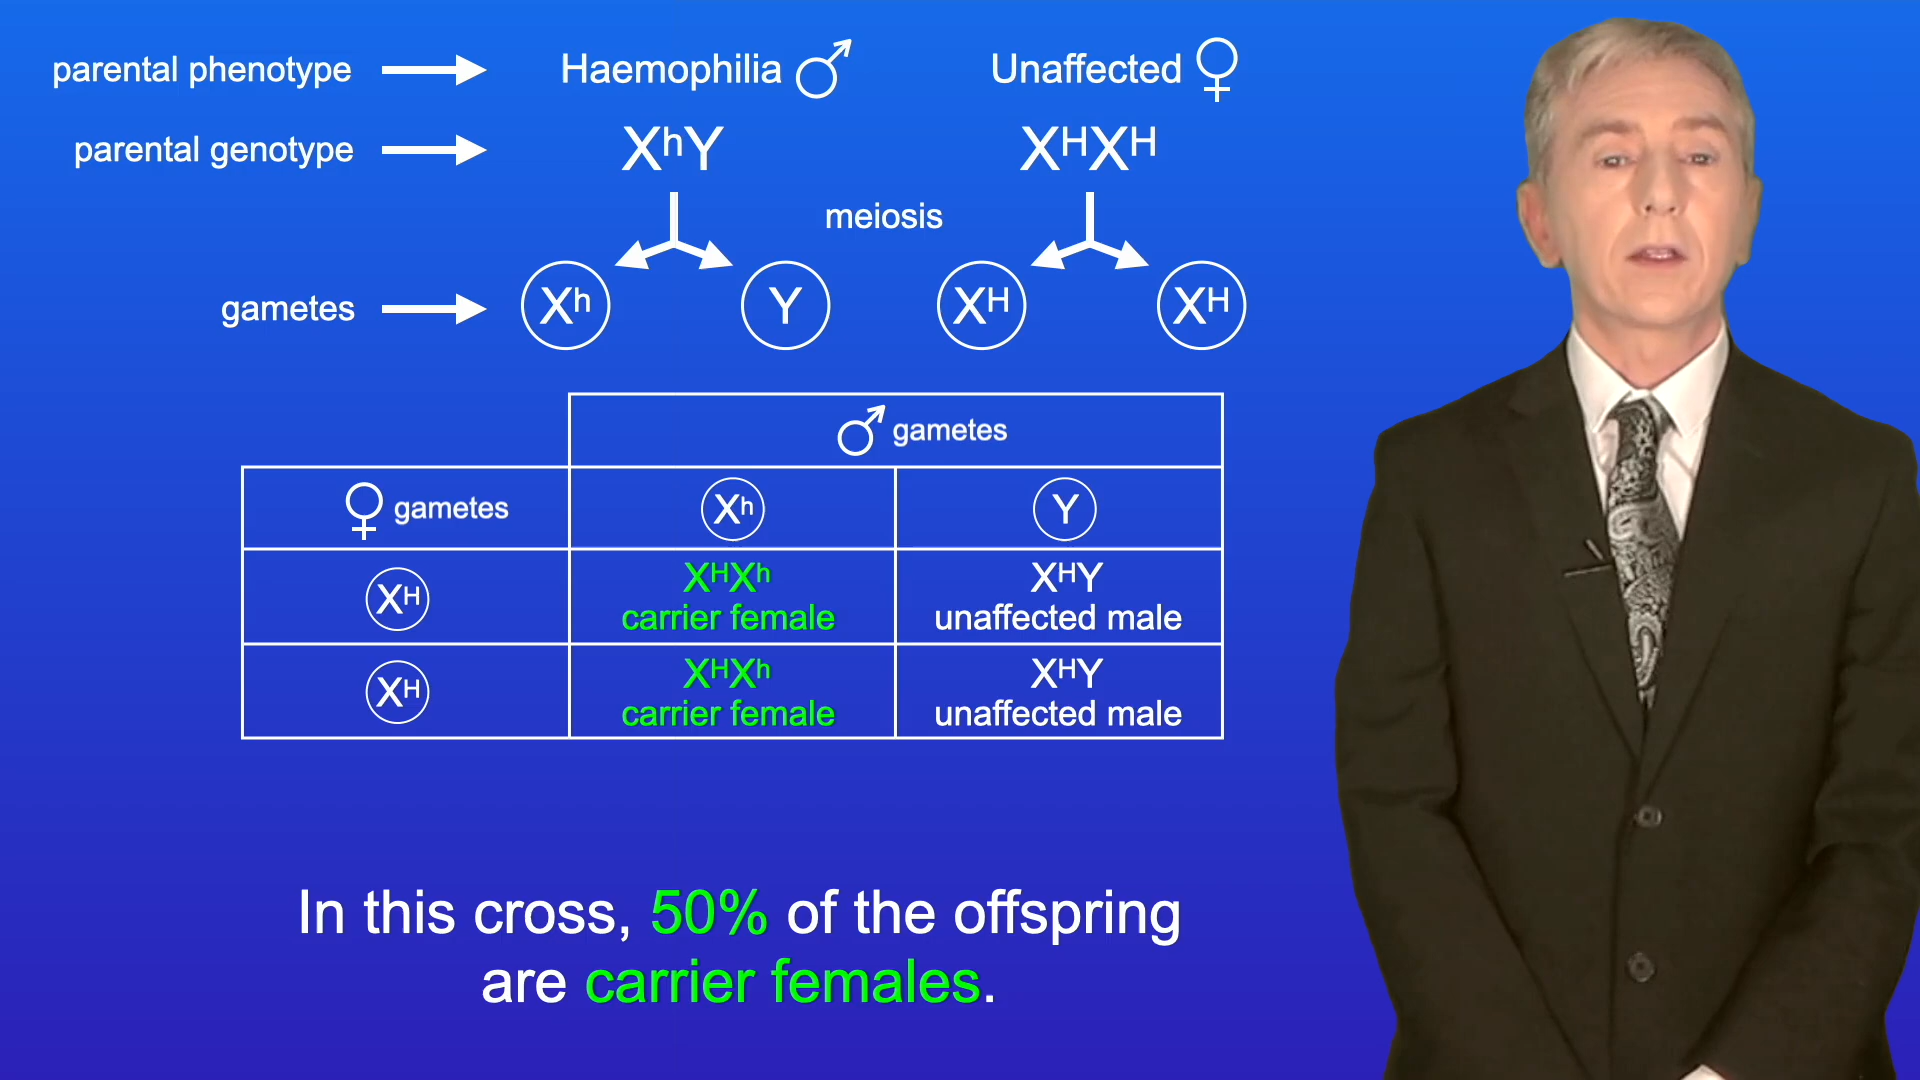 parental phenotype → Haemophilia ♂ Unaffected ♀
parental genotype → XʰY XᴴXᴴ
meiosis
gametes → Xʰ Y Xᴴ Xᴴ
♂ gametes
♀ gametes Xʰ Y
Xᴴ XᴴXʰ XᴴY
carrier female unaffected male
Xᴴ XᴴXʰ XᴴY
carrier female unaffected male
In this cross, 50% of the offspring
are carrier females.